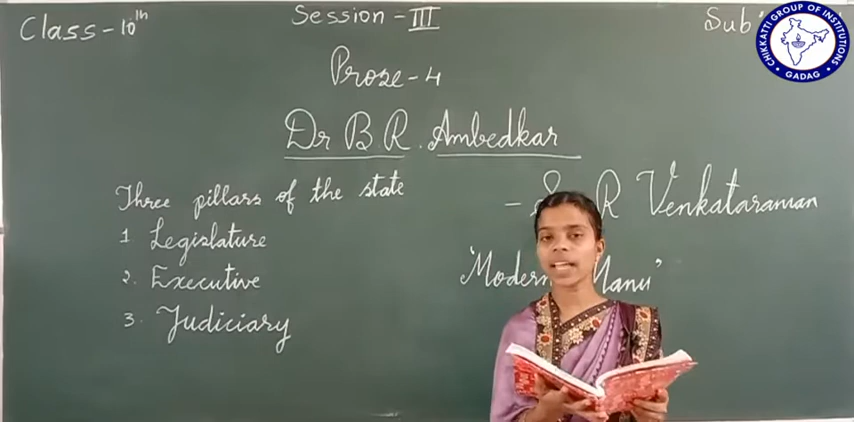 Class - 10th
Session - III
Sub
CHIKKATTI GROUP OF INSTITUTIONS
GADAG
Prose - 4
Dr B R. Ambedkar
- R Venkataraman
Three pillars of the state
1 Legislature
2. Executive
3. Judiciary
'Modern Manu'